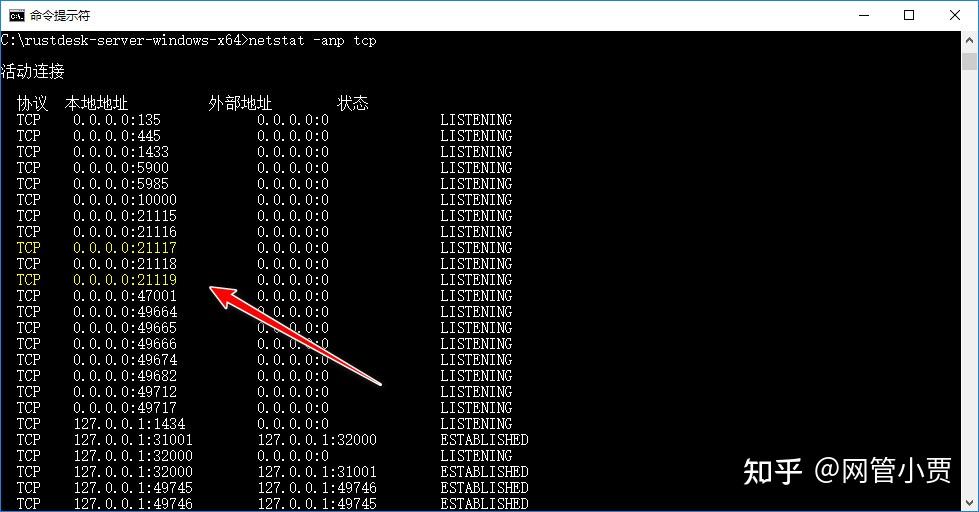 命令提示符
C:\rustdesk-server-windows-x64>netstat -anp tcp
活动连接
协议 本地地址 外部地址 状态
TCP 0.0.0.0:135 0.0.0.0:0 LISTENING
TCP 0.0.0.0:445 0.0.0.0:0 LISTENING
TCP 0.0.0.0:1433 0.0.0.0:0 LISTENING
TCP 0.0.0.0:5900 0.0.0.0:0 LISTENING
TCP 0.0.0.0:5985 0.0.0.0:0 LISTENING
TCP 0.0.0.0:10000 0.0.0.0:0 LISTENING
TCP 0.0.0.0:21115 0.0.0.0:0 LISTENING
TCP 0.0.0.0:21116 0.0.0.0:0 LISTENING
TCP 0.0.0.0:21117 0.0.0.0:0 LISTENING
TCP 0.0.0.0:21118 0.0.0.0:0 LISTENING
TCP 0.0.0.0:21119 0.0.0.0:0 LISTENING
TCP 0.0.0.0:47001 0.0.0.0:0 LISTENING
TCP 0.0.0.0:49664 0.0.0.0:0 LISTENING
TCP 0.0.0.0:49665 0.0.0.0:0 LISTENING
TCP 0.0.0.0:49666 0.0.0.0:0 LISTENING
TCP 0.0.0.0:49674 0.0.0.0:0 LISTENING
TCP 0.0.0.0:49682 0.0.0.0:0 LISTENING
TCP 0.0.0.0:49712 0.0.0.0:0 LISTENING
TCP 0.0.0.0:49717 0.0.0.0:0 LISTENING
TCP 127.0.0.1:1434 0.0.0.0:0 LISTENING
TCP 127.0.0.1:31001 127.0.0.1:32000 ESTABLISHED
TCP 127.0.0.1:32000 0.0.0.0:0 LISTENING
TCP 127.0.0.1:32000 127.0.0.1:31001 ESTABLISHED
TCP 127.0.0.1:49745 127.0.0.1:49746 ESTABLISHED
TCP 127.0.0.1:49746 127.0.0.1:49745 ESTABLISHED
知乎 @网管小贾